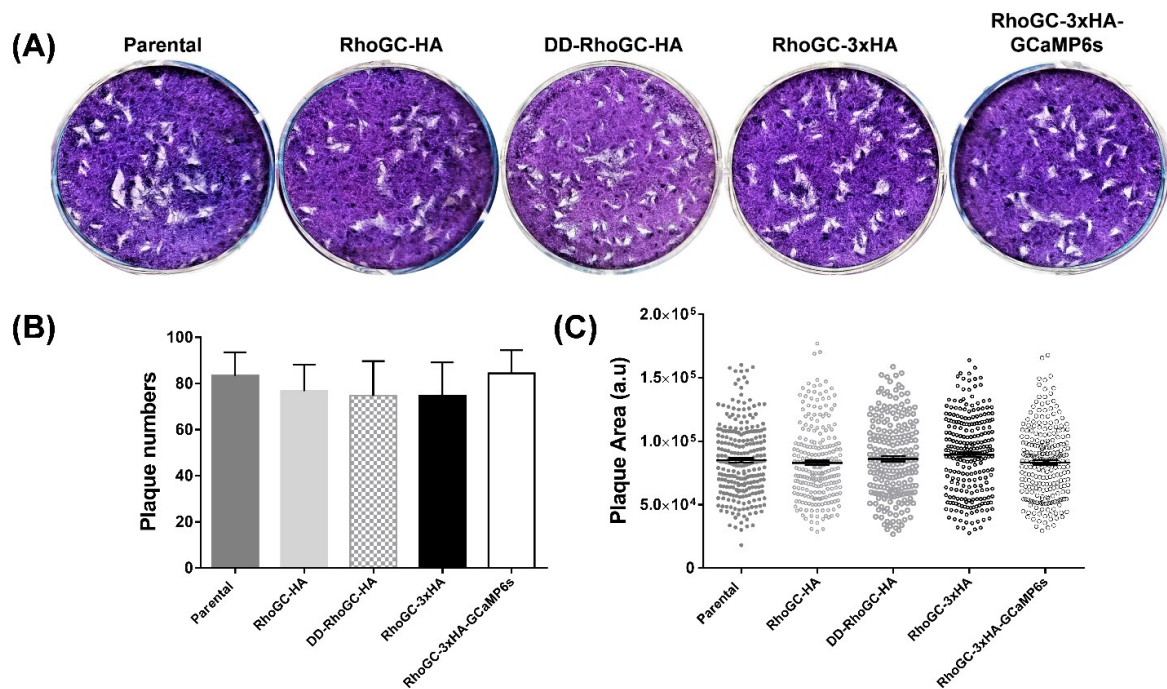 (A)
Parental
RhoGC-HA
DD-RhoGC-HA
RhoGC-3xHA
RhoGC-3xHA-
GCaMP6s
(B)
Plaque numbers
100
80
60
40
20
0
Parental
RhoGC-HA
DD-RhoGC-HA
RhoGC-3xHA
RhoGC-3xHA-GCaMP6s
(C)
Plaque Area (a.u)
2.0×10⁵
1.5×10⁵
1.0×10⁵
5.0×10⁴
0
Parental
RhoGC-HA
DD-RhoGC-HA
RhoGC-3xHA
RhoGC-3xHA-GCaMP6s